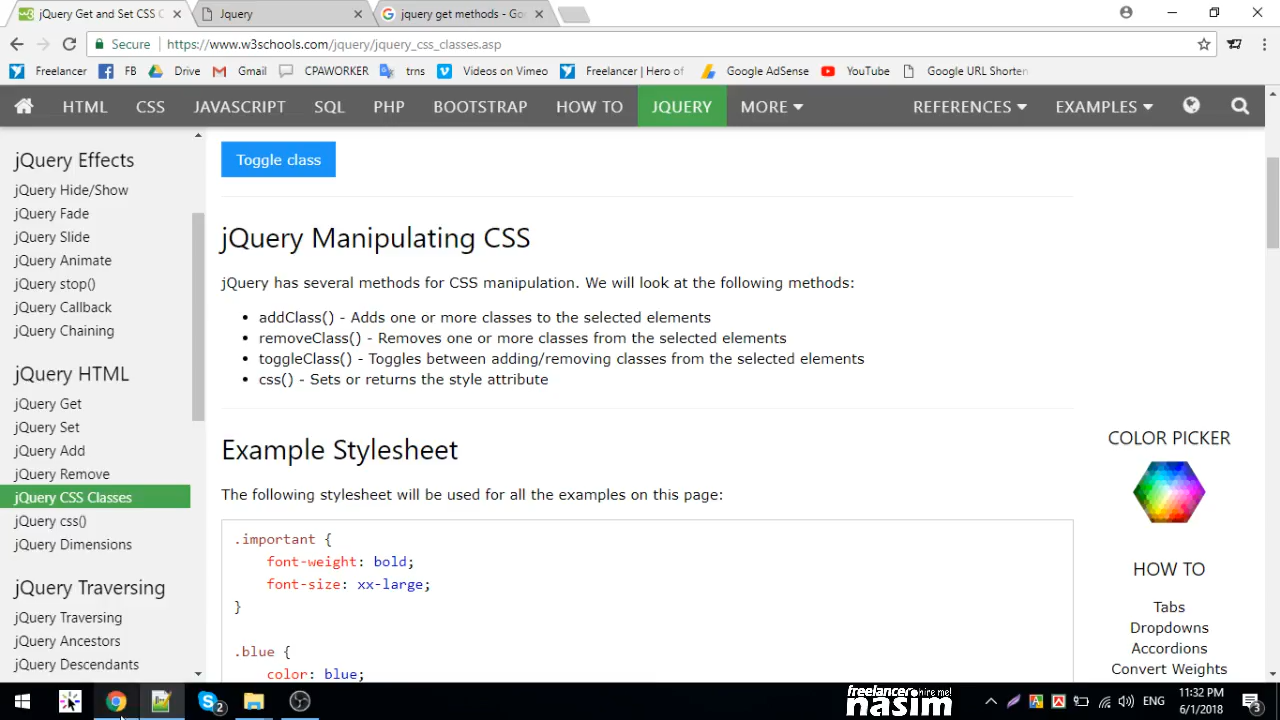 jQuery Get and Set CSS C
Jquery
jquery get methods - Goo
Secure
https://www.w3schools.com/jquery/jquery_css_classes.asp
Freelancer
FB
Drive
Gmail
CPAWORKER
trns
Videos on Vimeo
Freelancer | Hero of
Google AdSense
YouTube
Google URL Shorten
HTML
CSS
JAVASCRIPT
SQL
PHP
BOOTSTRAP
HOW TO
JQUERY
MORE
REFERENCES
EXAMPLES
jQuery Effects
jQuery Hide/Show
jQuery Fade
jQuery Slide
jQuery Animate
jQuery stop()
jQuery Callback
jQuery Chaining
jQuery HTML
jQuery Get
jQuery Set
jQuery Add
jQuery Remove
jQuery CSS Classes
jQuery css()
jQuery Dimensions
jQuery Traversing
jQuery Traversing
jQuery Ancestors
jQuery Descendants
Toggle class
jQuery Manipulating CSS
jQuery has several methods for CSS manipulation. We will look at the following methods:
• addClass() - Adds one or more classes to the selected elements
• removeClass() - Removes one or more classes from the selected elements
• toggleClass() - Toggles between adding/removing classes from the selected elements
• css() - Sets or returns the style attribute
Example Stylesheet
The following stylesheet will be used for all the examples on this page:
.important {
font-weight: bold;
font-size: xx-large;
}
.blue {
color: blue;
COLOR PICKER
HOW TO
Tabs
Dropdowns
Accordions
Convert Weights
2
freelancers hire me!
nasim
ENG
11:32 PM
6/1/2018
3